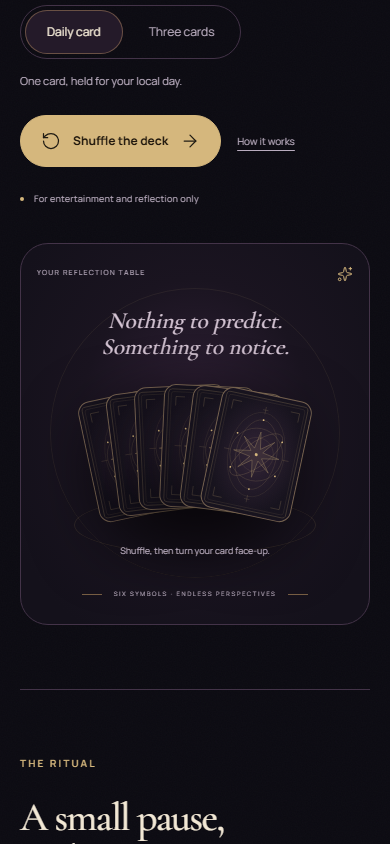 Daily card
Three cards
One card, held for your local day.
Shuffle the deck
How it works
For entertainment and reflection only
YOUR REFLECTION TABLE
Nothing to predict.
Something to notice.
Shuffle, then turn your card face-up.
SIX SYMBOLS · ENDLESS PERSPECTIVES
THE RITUAL
A small pause,